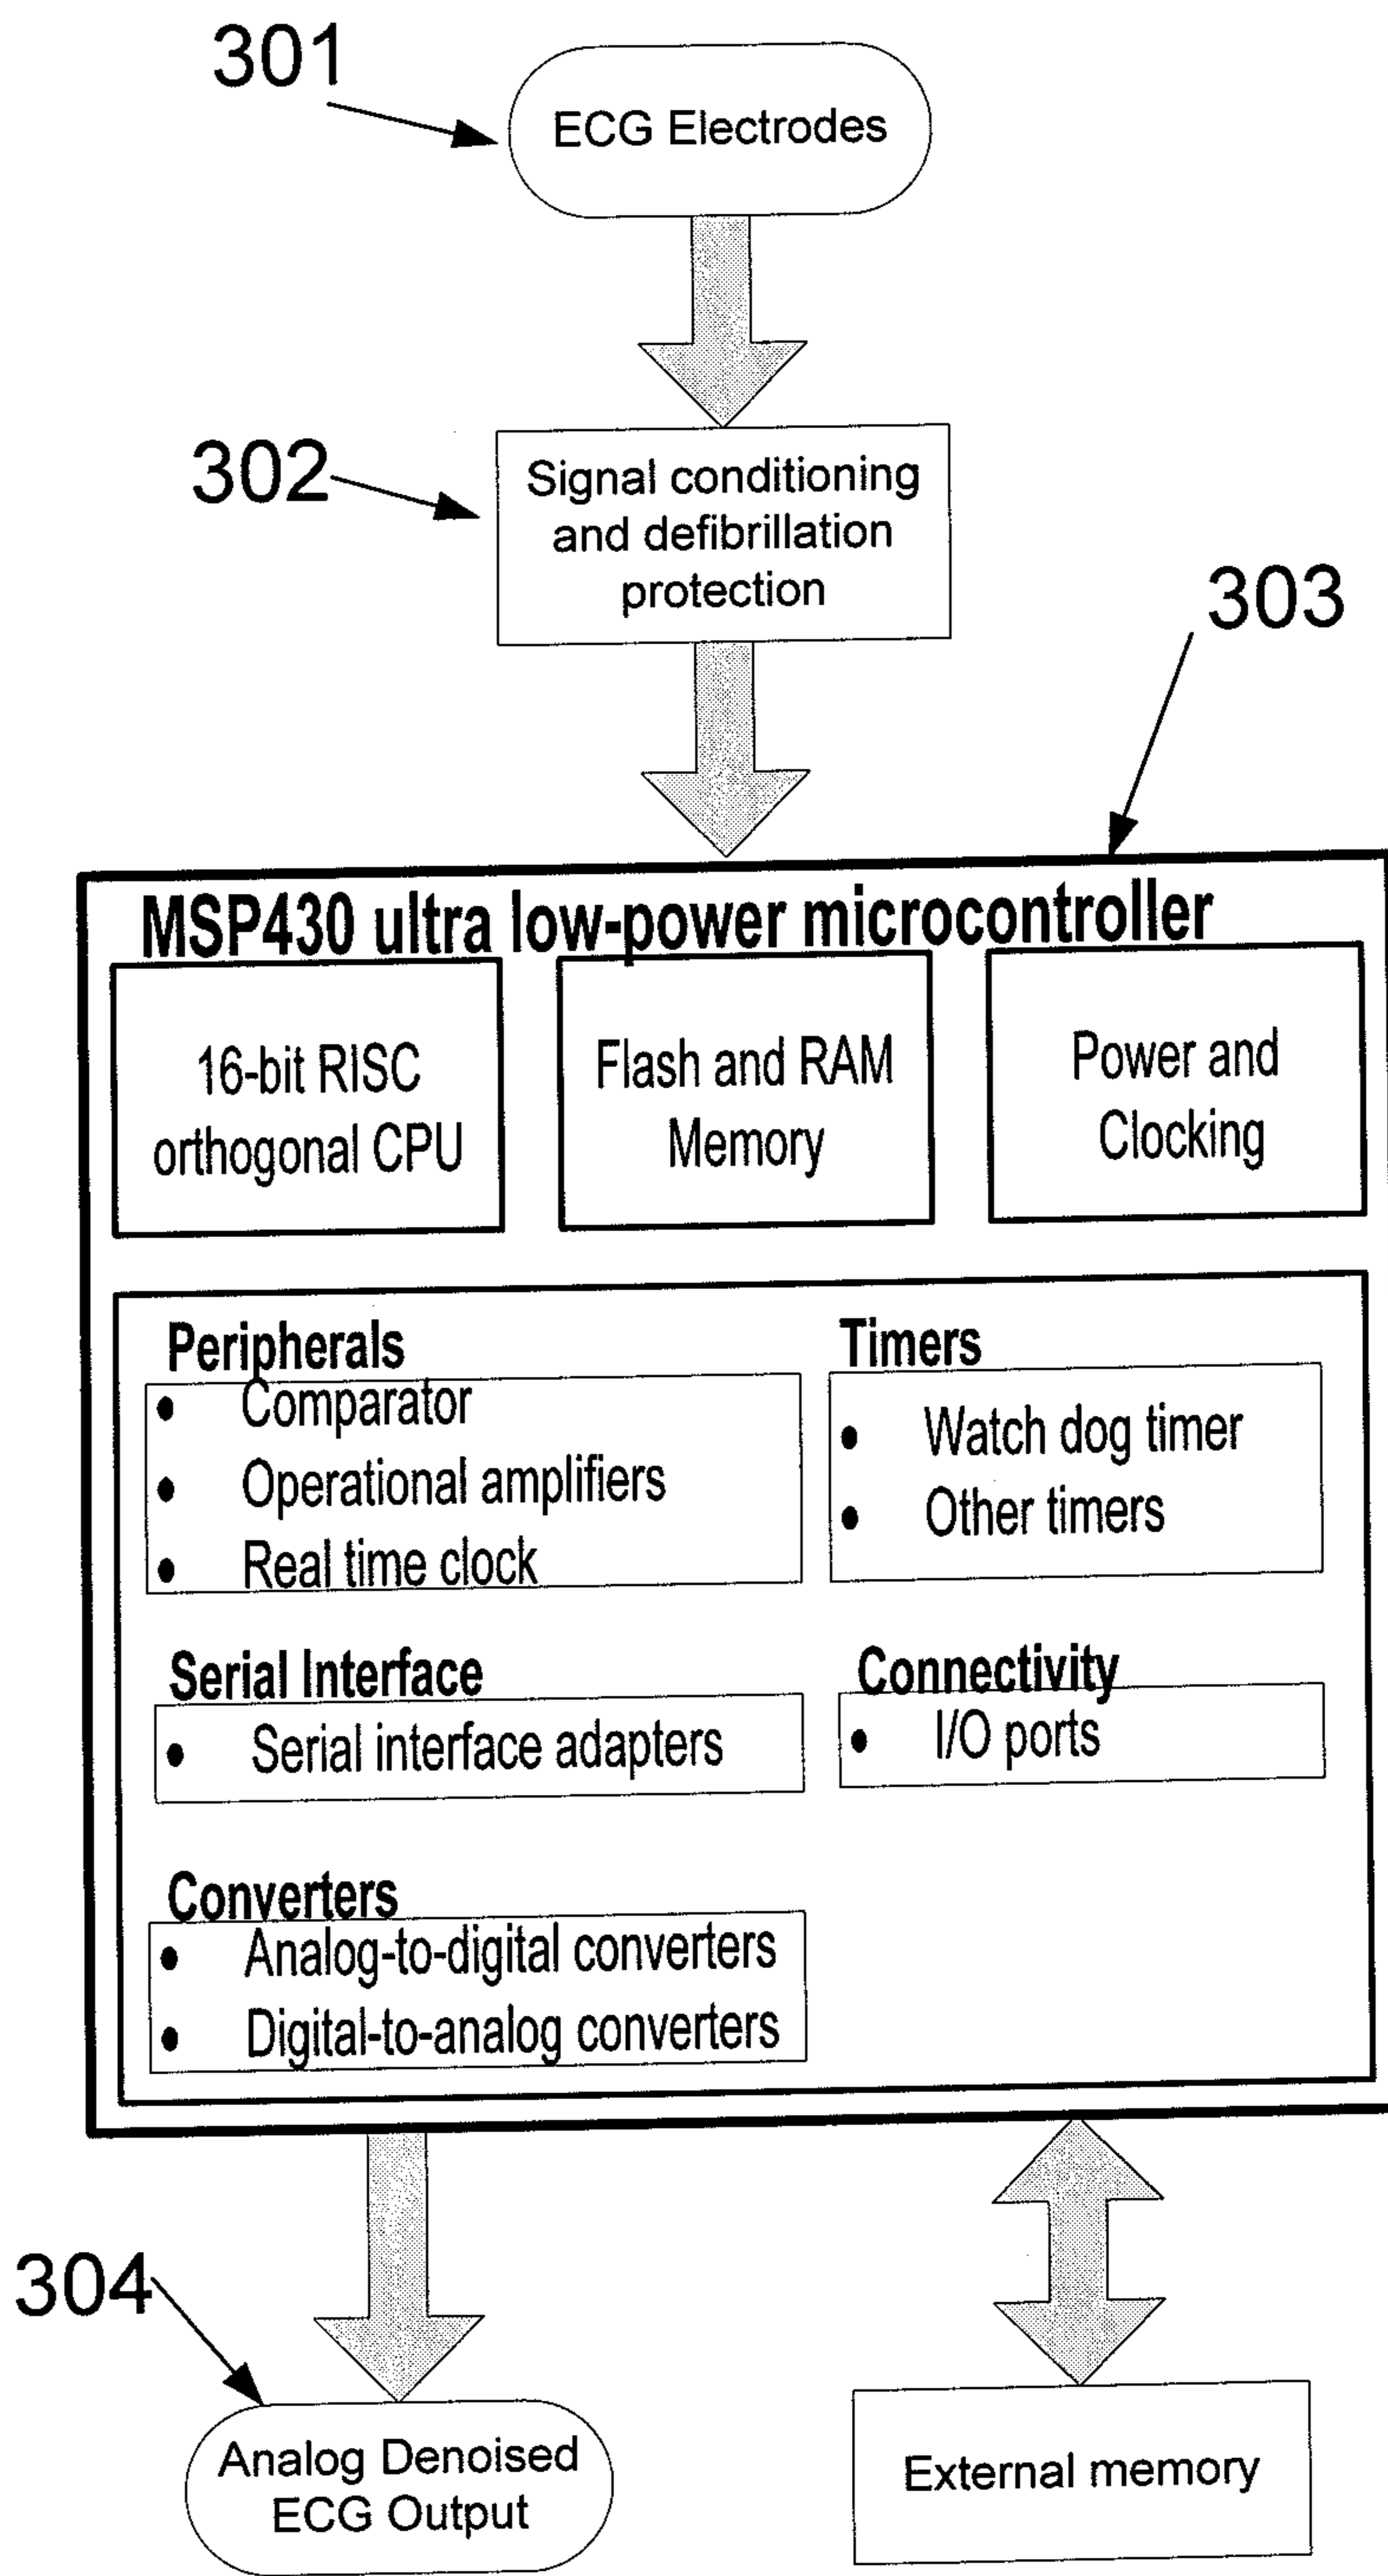 301
ECG Electrodes
302
Signal conditioning
and defibrillation
protection
303
MSP430 ultra low-power microcontroller
16-bit RISC
orthogonal CPU
Flash and RAM
Memory
Power and
Clocking
Peripherals
• Comparator
• Operational amplifiers
• Real time clock
Timers
• Watch dog timer
• Other timers
Serial Interface
• Serial interface adapters
Connectivity
• I/O ports
Converters
• Analog-to-digital converters
• Digital-to-analog converters
304
Analog Denoised
ECG Output
External memory